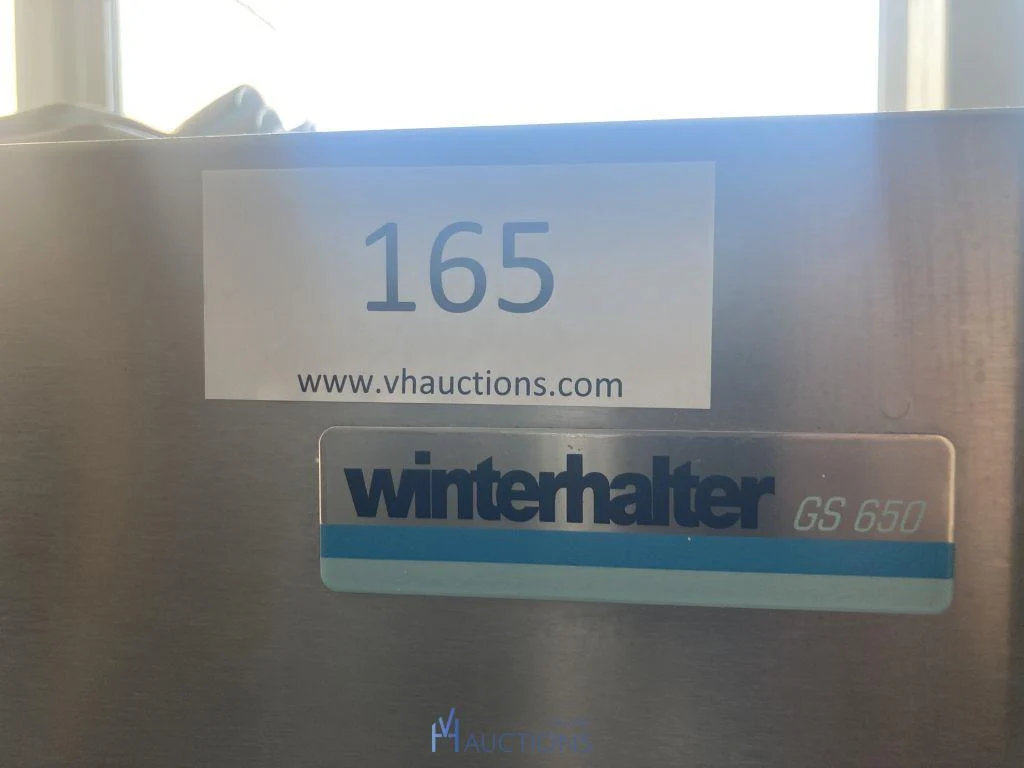 165
www.vhauctions.com
winterhalter GS 650
VH AUCTIONS